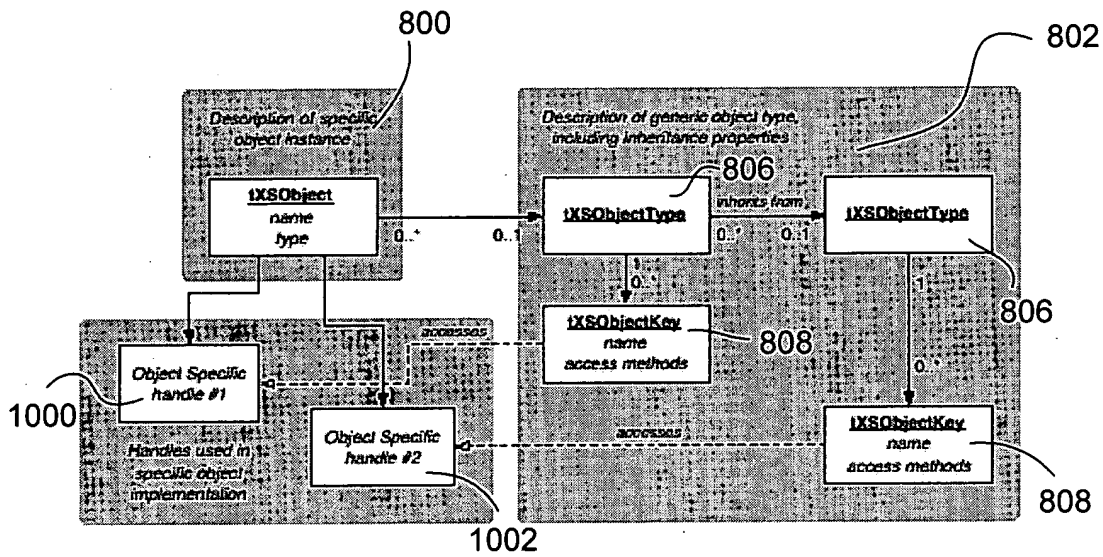 800
802
Description of specific
object instance
tXSObject
name
type
0..*
0..1
Description of generic object type,
including inheritance properties
806
tXSObjectType
inherits from
0..*
0..1
tXSObjectType
806
1
0..*
tXSObjectKey
name
access methods
808
1
0..*
tXSObjectKey
name
access methods
808
accesses
accesses
Object Specific
handle #1
1000
Object Specific
handle #2
1002
Handles used in
specific object
implementation